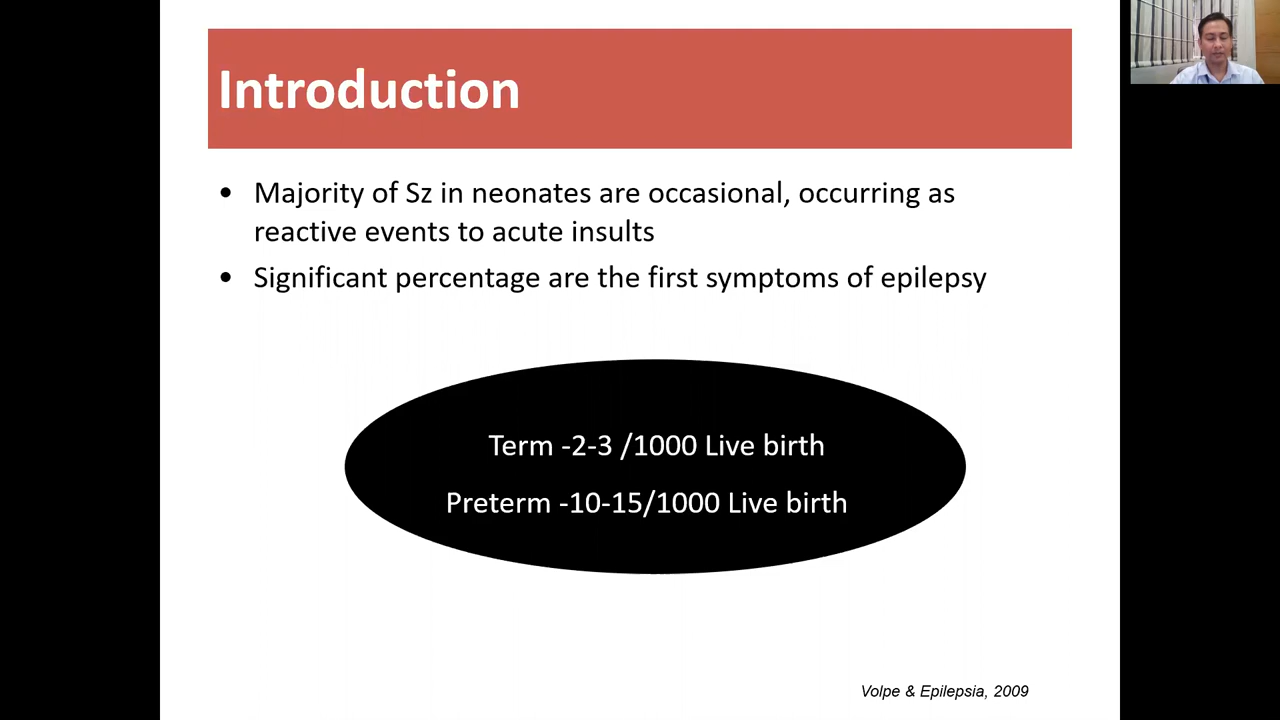 Introduction
• Majority of Sz in neonates are occasional, occurring as
reactive events to acute insults
• Significant percentage are the first symptoms of epilepsy
Term -2-3 /1000 Live birth
Preterm -10-15/1000 Live birth
Volpe & Epilepsia, 2009